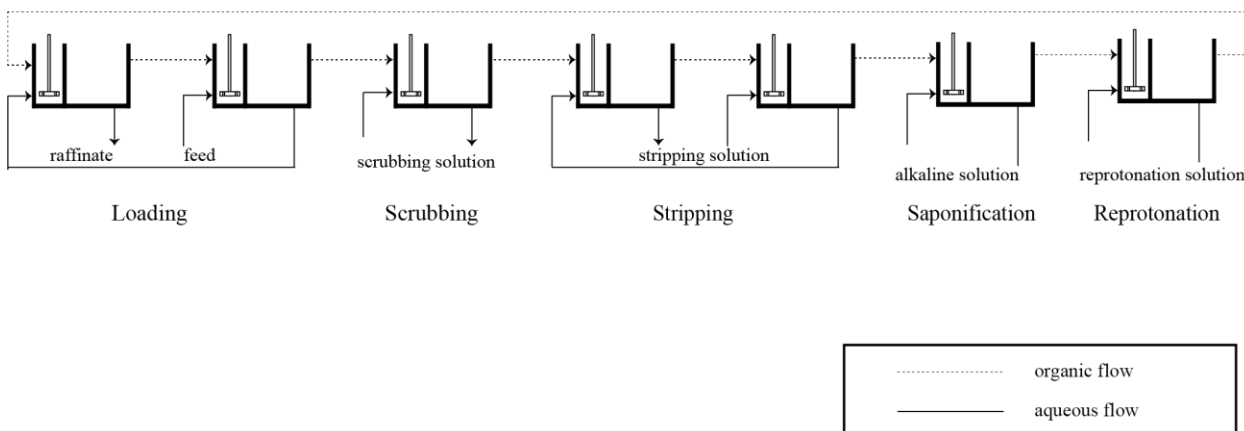 raffinate
feed
scrubbing solution
stripping solution
alkaline solution
reprotonation solution
Loading
Scrubbing
Stripping
Saponification
Reprotonation
organic flow
aqueous flow